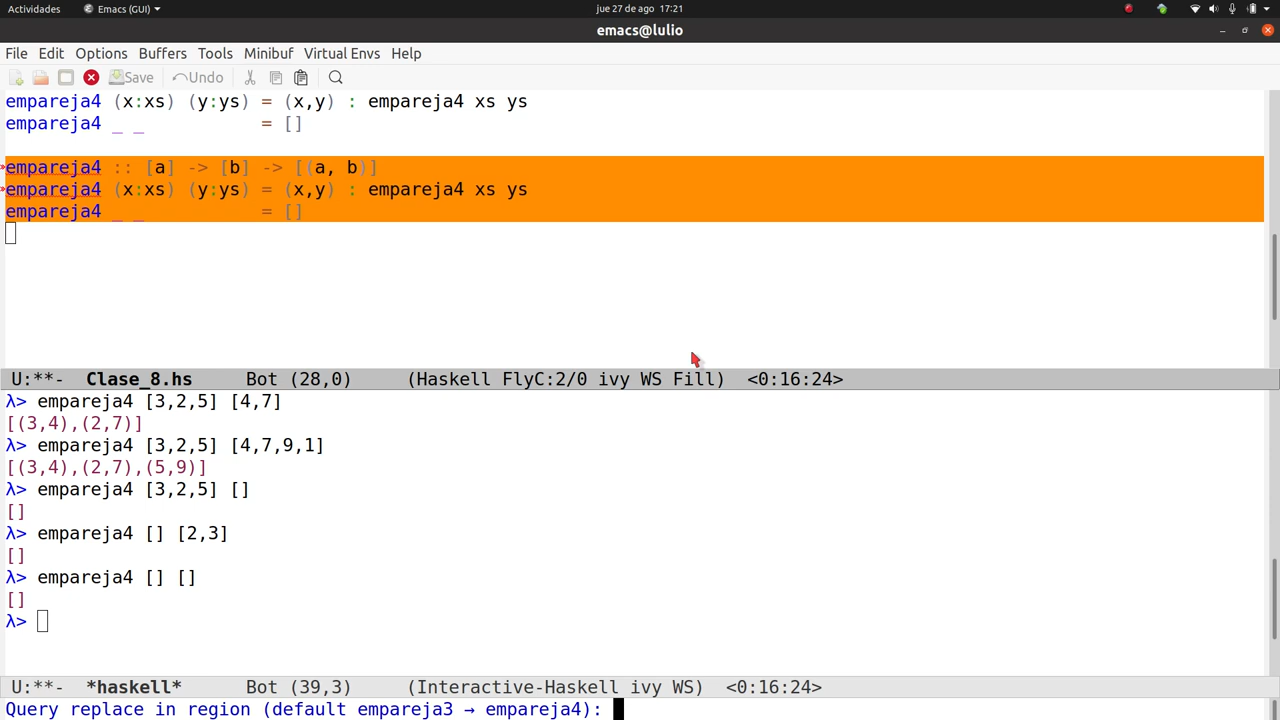 Actividades Emacs (GUI) jue 27 de ago 17:21
emacs@lulio
File Edit Options Buffers Tools Minibuf Virtual Envs Help
Save Undo
empareja4 (x:xs) (y:ys) = (x,y) : empareja4 xs ys
empareja4 _ _           = []
empareja4 :: [a] -> [b] -> [(a, b)]
empareja4 (x:xs) (y:ys) = (x,y) : empareja4 xs ys
empareja4 _ _           = []
U:**-  Clase_8.hs     Bot (28,0)     (Haskell FlyC:2/0 ivy WS Fill)  <0:16:24>
λ> empareja4 [3,2,5] [4,7]
[(3,4),(2,7)]
λ> empareja4 [3,2,5] [4,7,9,1]
[(3,4),(2,7),(5,9)]
λ> empareja4 [3,2,5] []
[]
λ> empareja4 [] [2,3]
[]
λ> empareja4 [] []
[]
λ>
U:**-  *haskell*      Bot (39,3)     (Interactive-Haskell ivy WS)  <0:16:24>
Query replace in region (default empareja3 → empareja4):